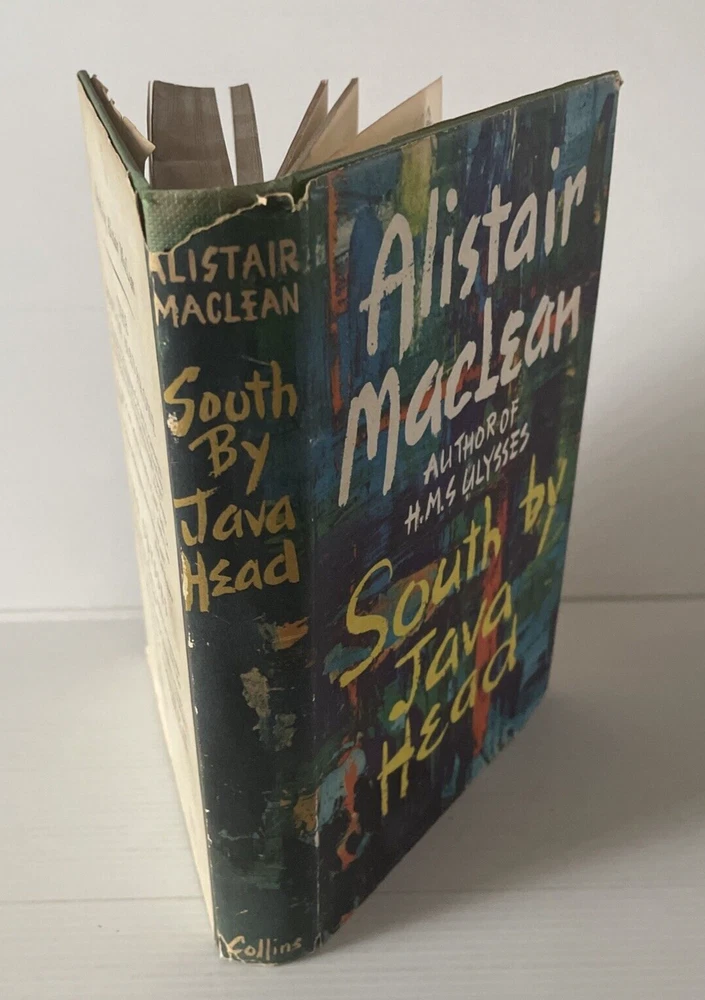 ALISTAIR
MACLEAN
South
By
Java
Head
Collins
Alistair
Maclean
AUTHOR OF
H.M.S ULYSSES
South by
Java
Head